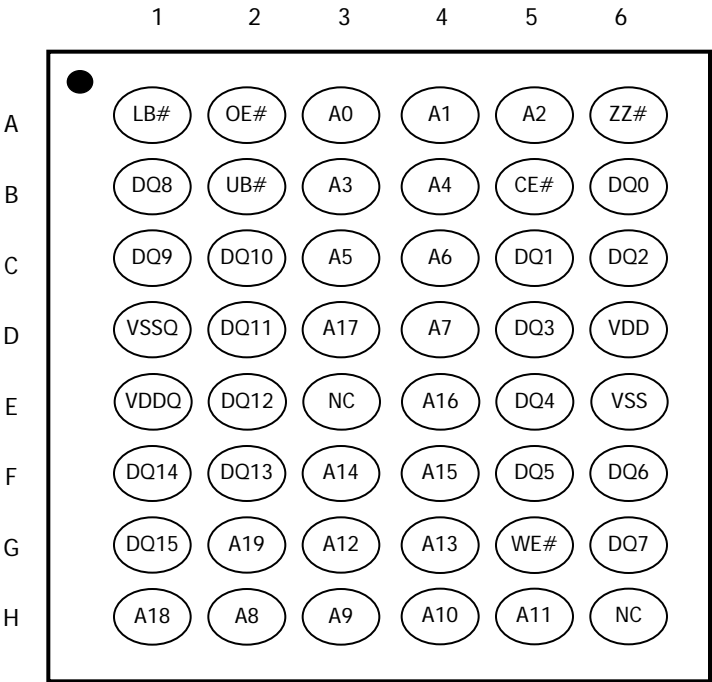 1 2 3 4 5 6
A LB# OE# A0 A1 A2 ZZ#
B DQ8 UB# A3 A4 CE# DQ0
C DQ9 DQ10 A5 A6 DQ1 DQ2
D VSSQ DQ11 A17 A7 DQ3 VDD
E VDDQ DQ12 NC A16 DQ4 VSS
F DQ14 DQ13 A14 A15 DQ5 DQ6
G DQ15 A19 A12 A13 WE# DQ7
H A18 A8 A9 A10 A11 NC